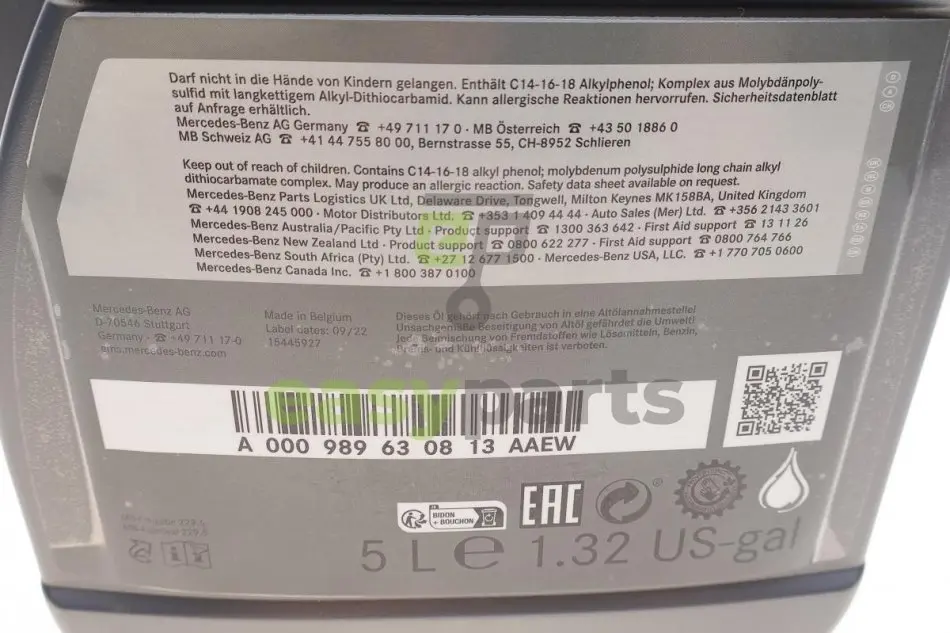 Darf nicht in die Hände von Kindern gelangen. Enthält C14-16-18 Alkylphenol; Komplex aus Molybdänpoly-
sulfid mit langkettigem Alkyl-Dithiocarbamid. Kann allergische Reaktionen hervorrufen. Sicherheitsdatenblatt
auf Anfrage erhältlich.
Mercedes-Benz AG Germany ☎ +49 711 17 0 · MB Österreich ☎ +43 50 1886 0
MB Schweiz AG ☎ +41 44 755 80 00, Bernstrasse 55, CH-8952 Schlieren
Keep out of reach of children. Contains C14-16-18 alkyl phenol; molybdenum polysulphide long chain alkyl
dithiocarbamate complex. May produce an allergic reaction. Safety data sheet available on request.
Mercedes-Benz Parts Logistics UK Ltd, Delaware Drive, Tongwell, Milton Keynes MK158BA, United Kingdom
☎ +44 1908 245 000 · Motor Distributors Ltd. ☎ +353 1 409 44 44 · Auto Sales (Mer) Ltd. ☎ +356 2143 3601
Mercedes-Benz Australia/Pacific Pty Ltd · Product support ☎ 1300 363 642 · First Aid support ☎ 13 11 26
Mercedes-Benz New Zealand Ltd · Product support ☎ 0800 622 277 · First Aid support ☎ 0800 764 766
Mercedes-Benz South Africa (Pty) Ltd. ☎ +27 12 677 1500 · Mercedes-Benz USA, LLC. ☎ +1 770 705 0600
Mercedes-Benz Canada Inc. ☎ +1 800 387 0100
Mercedes-Benz AG
D-70546 Stuttgart
Germany · ☎ +49 711 17-0
.mercedes-benz.com
Made in Belgium
Label dates: 09/22
15445927
Dieses Öl gehört nach Gebrauch in eine Altölannahmestelle!
Unsachgemäße Beseitigung von Altöl gefährdet die Umwelt!
Jede Beimischung von Fremdstoffen wie Lösemitteln, Benzin,
Brems- und Kühlflüssigkeiten ist verboten.
easyparts
A 000 989 63 08 13 AAEW
FR
BIDON
+ BOUCHON
EAC
5 L e 1.32 US-gal